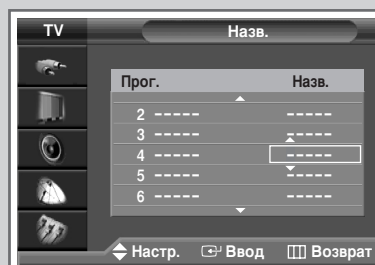 TV Назв.
Прог. Назв.
2 ----- -----
3 ----- -----
4 ----- -----
5 ----- -----
6 ----- -----
Настр. Ввод Возврат